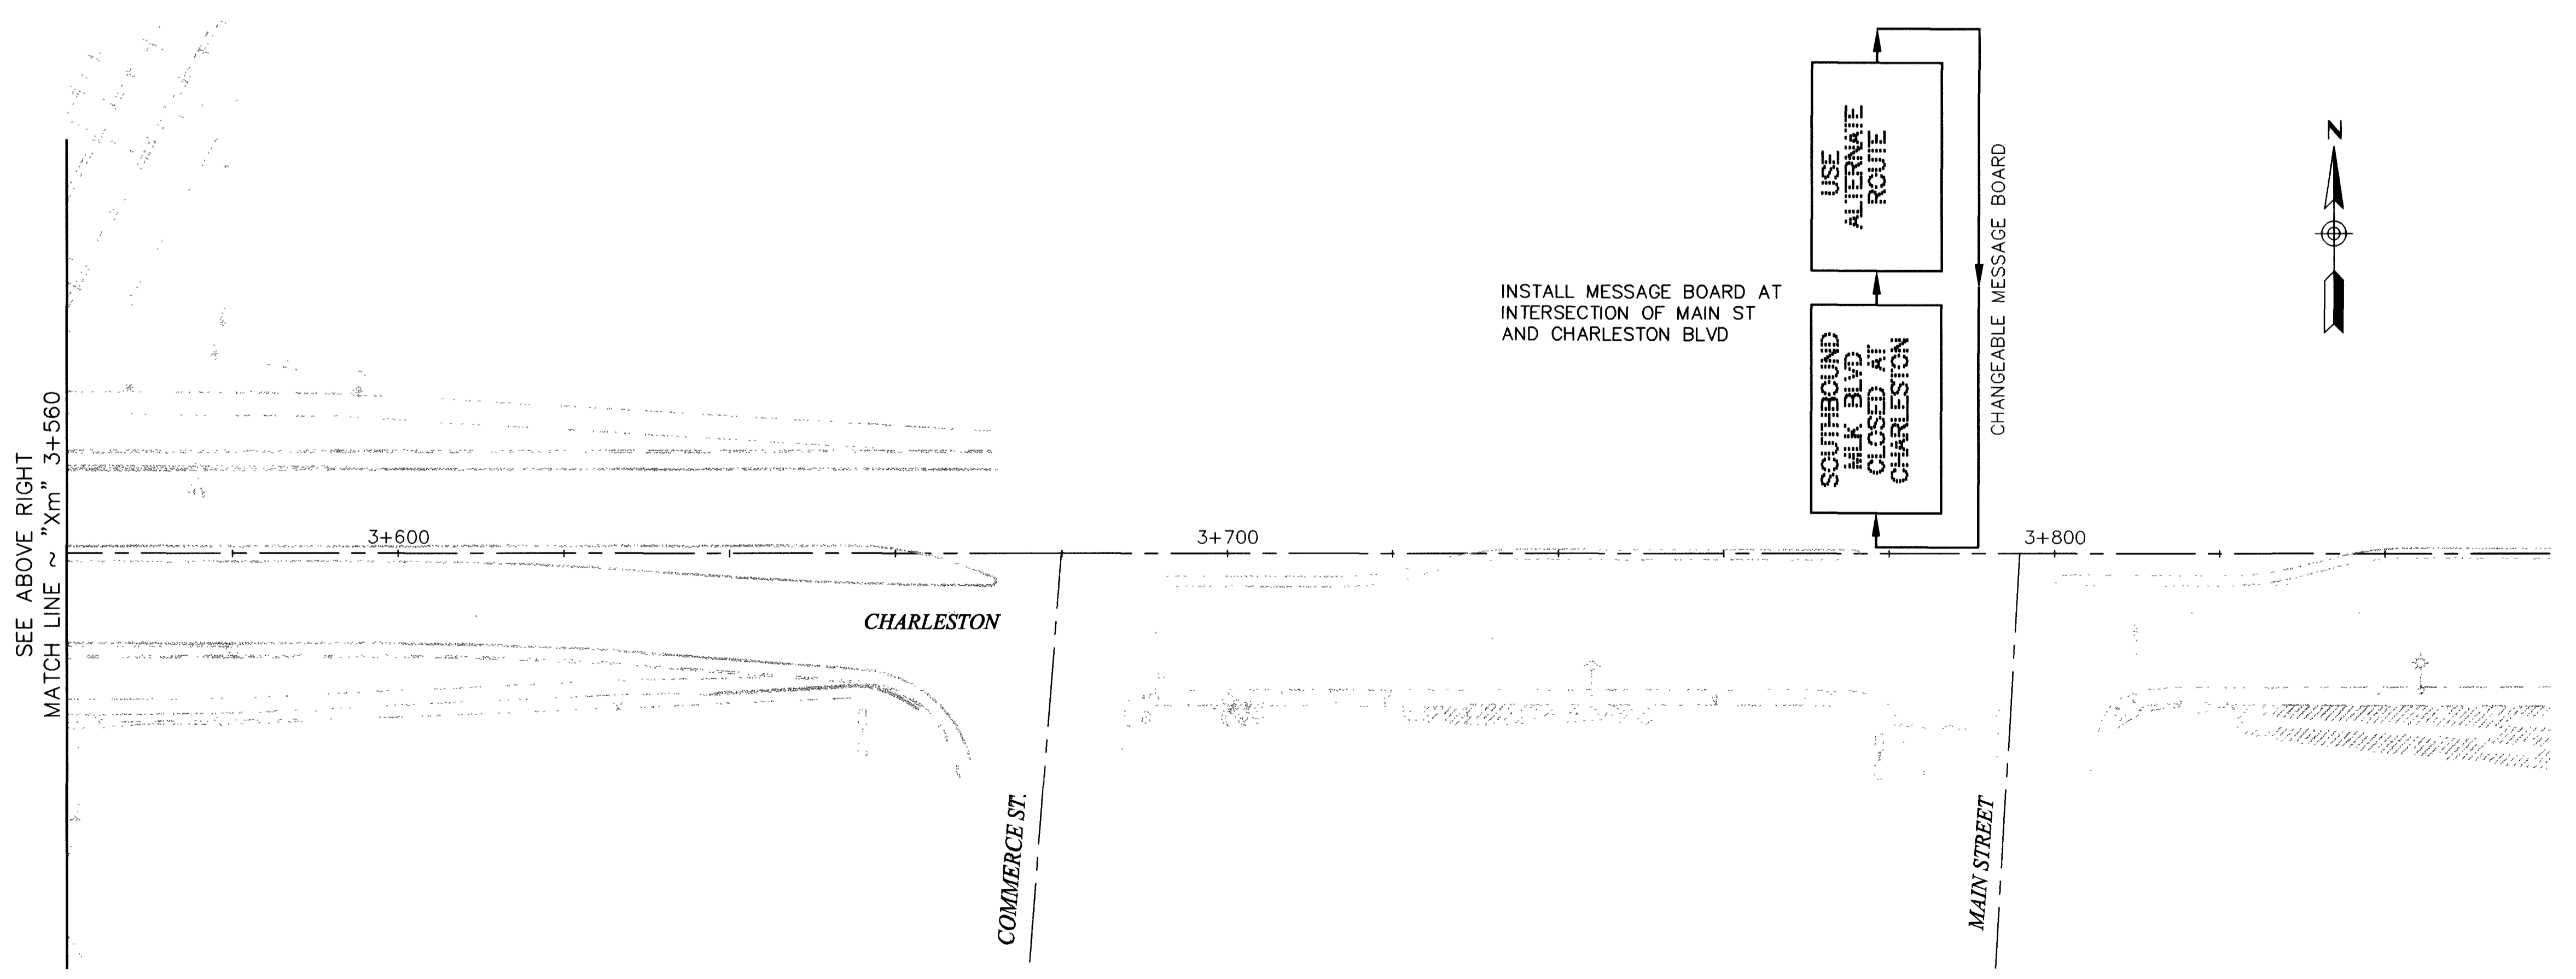 SEE ABOVE RIGHT
MATCH LINE ~ "Xm" 3+560
3+600
3+700
3+800
CHARLESTON
COMMERCE ST.
MAIN STREET
INSTALL MESSAGE BOARD AT
INTERSECTION OF MAIN ST
AND CHARLESTON BLVD
USE
ALTERNATE
ROUTE
SOUTHBOUND
MLK BLVD
CLOSED AT
CHARLESTON
CHANGEABLE MESSAGE BOARD
N